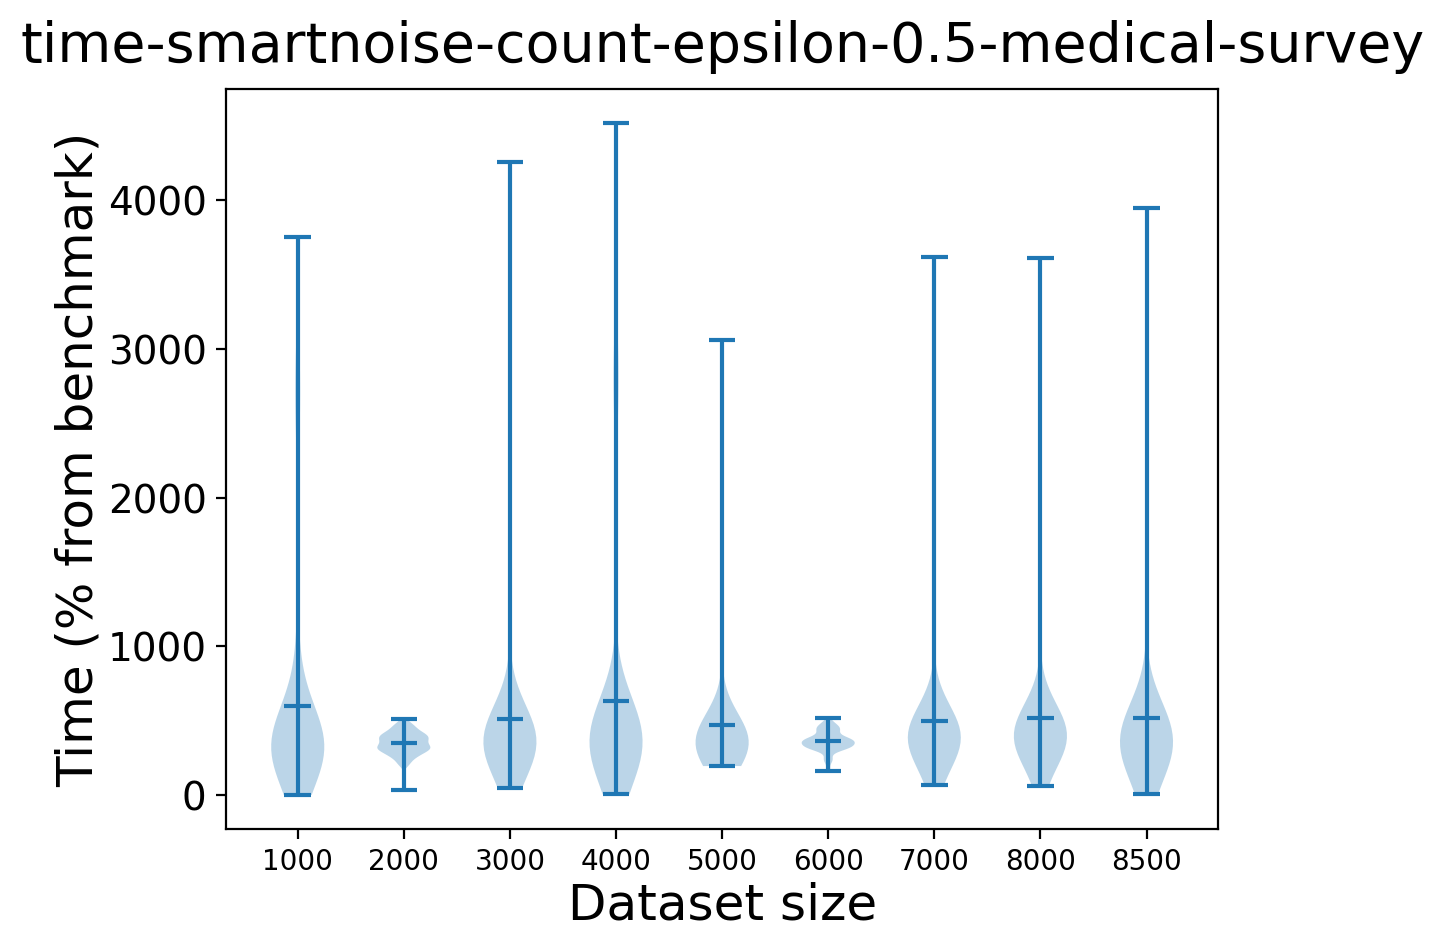 time-smartnoise-count-epsilon-0.5-medical-survey
Time (% from benchmark)
4000
3000
2000
1000
0
1000 2000 3000 4000 5000 6000 7000 8000 8500
Dataset size